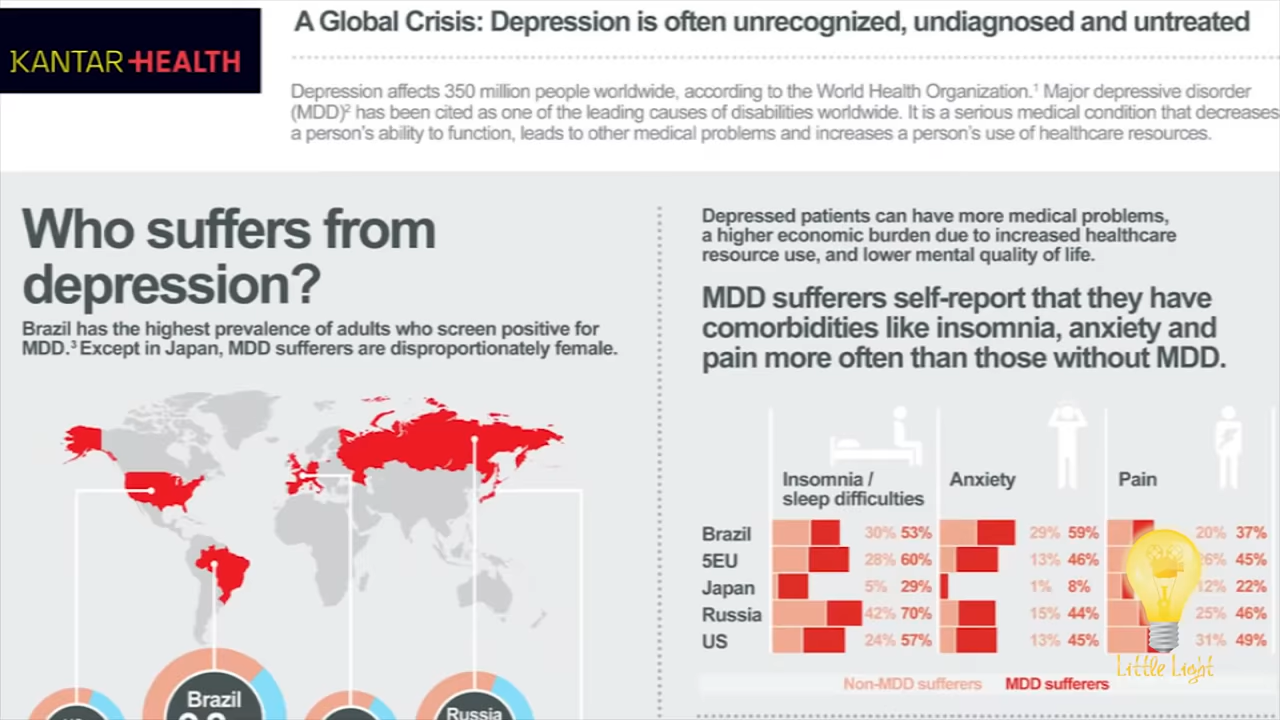 KANTAR HEALTH
A Global Crisis: Depression is often unrecognized, undiagnosed and untreated
Depression affects 350 million people worldwide, according to the World Health Organization.¹ Major depressive disorder
(MDD)² has been cited as one of the leading causes of disabilities worldwide. It is a serious medical condition that decreases
a person's ability to function, leads to other medical problems and increases a person's use of healthcare resources.
Who suffers from
depression?
Brazil has the highest prevalence of adults who screen positive for
MDD.³ Except in Japan, MDD sufferers are disproportionately female.
Brazil
Russia
Depressed patients can have more medical problems,
a higher economic burden due to increased healthcare
resource use, and lower mental quality of life.
MDD sufferers self-report that they have
comorbidities like insomnia, anxiety and
pain more often than those without MDD.
Insomnia /
sleep difficulties
Anxiety
Pain
Brazil 30% 53% 29% 59% 20% 37%
5EU 28% 60% 13% 46% 45%
Japan 5% 29% 1% 8% 22%
Russia 42% 70% 15% 44% 25% 46%
US 24% 57% 13% 45% 31% 49%
Non-MDD sufferers MDD sufferers
Little Light